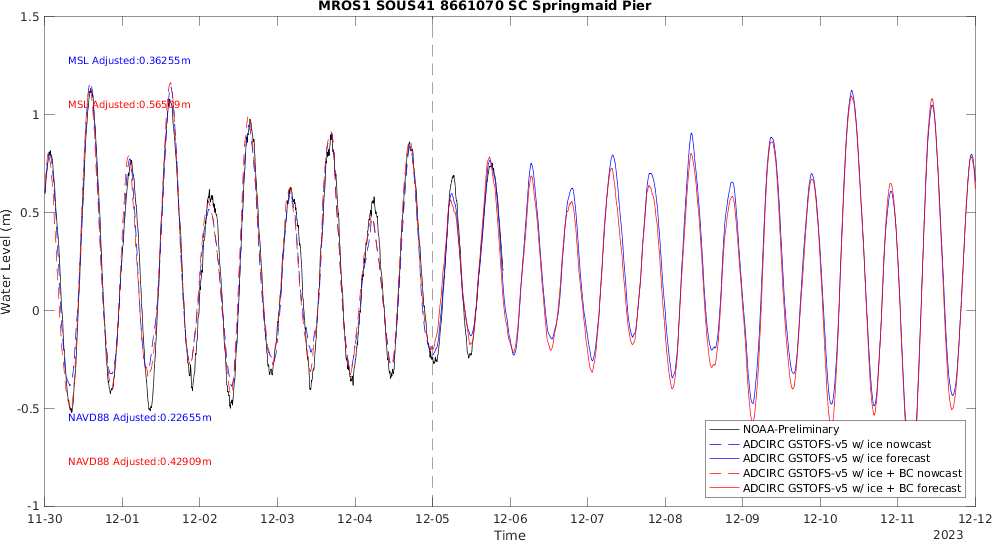 MROS1 SOUS41 8661070 SC Springmaid Pier
Water Level (m)
1.5
1
0.5
0
-0.5
-1
MSL Adjusted:0.36255m
MSL
NAVD88 Adjusted:0.22655m
NAVD88 Adjusted:0.42909m
NOAA-Preliminary
ADCIRC GSTOFS-v5 w/ ice nowcast
ADCIRC GSTOFS-v5 w/ ice forecast
ADCIRC GSTOFS-v5 w/ ice + BC nowcast
ADCIRC GSTOFS-v5 w/ ice + BC forecast
11-30 12-01 12-02 12-03 12-04 12-05 12-06 12-07 12-08 12-09 12-10 12-11 12-12
Time
2023